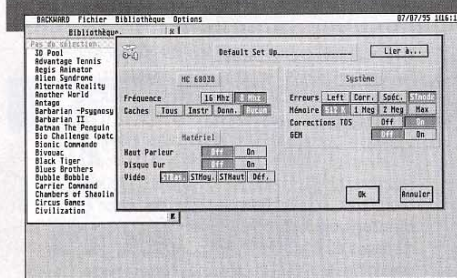 BACKWARD Fichier Bibliothèque Options 07/07/95
Bibliothèque.
Pas de sélection.
3D Pool
Advantage Tennis
Aegis Animator
Alien Syndrome
Alternate Reality
Another World
Antago
Barbarian -Psygnosy
Barbarian II
Batman The Penguin
Bio Challenge (patc
Bionic Commando
Bivouac
Black Tiger
Blues Brothers
Bubble Bobble
Carrier Command
Chambers of Shaolin
Circus Games
Civilization
Default Set Up
Lier à...
MC 68030
Fréquence 16 Mhz 8 Mhz
Caches Tous Instr Donn. Aucun
Matériel
Haut Parleur Off On
Disque Dur Off On
Vidéo STBas. STMoy. STHaut Déf.
Système
Erreurs Left Corr. Spéc. STmode
Mémoire 512 K 1 Meg 2 Meg Max
Corrections TOS Off On
GEM Off On
Ok Annuler